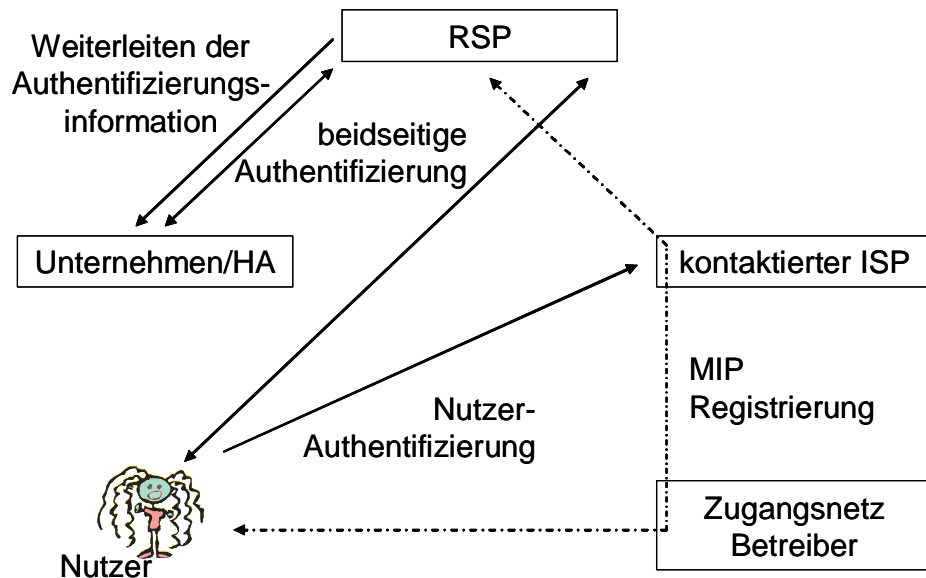 RSP
Weiterleiten der
Authentifizierungs-
information
beidseitige
Authentifizierung
Unternehmen/HA
kontaktierter ISP
MIP
Registrierung
Nutzer-
Authentifizierung
Zugangsnetz
Betreiber
Nutzer